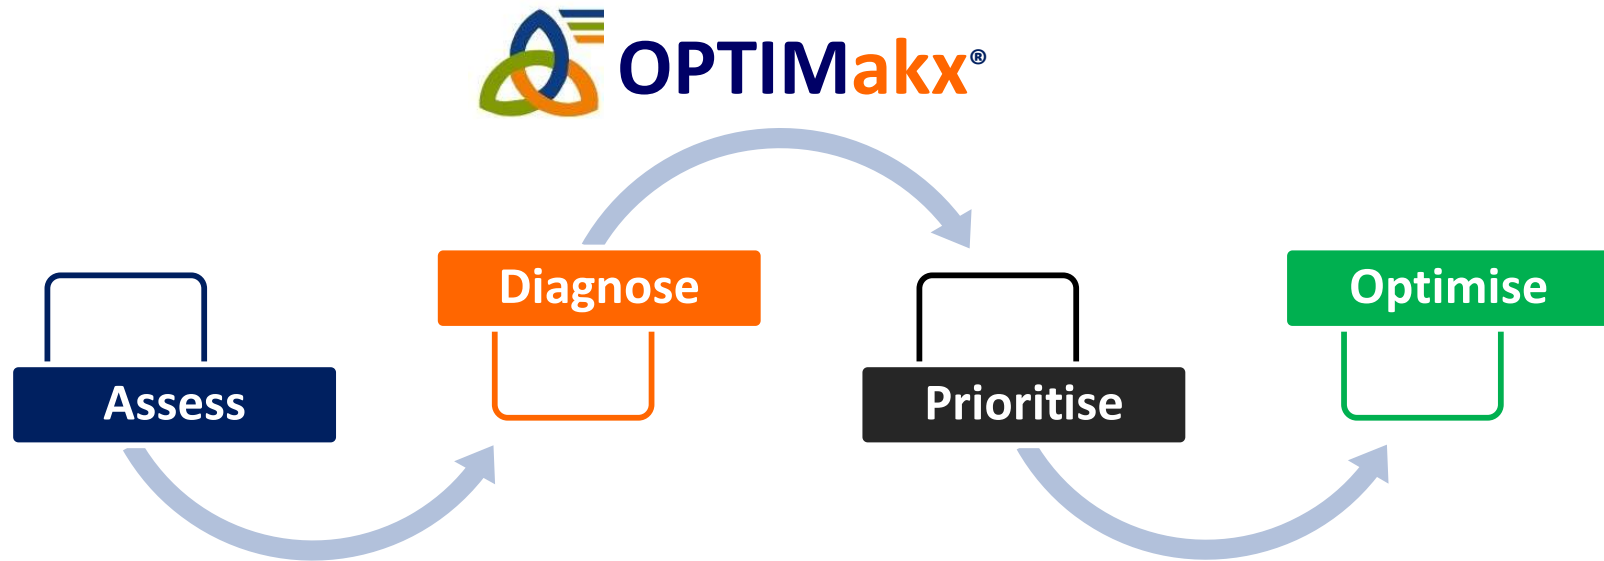 OPTIMakx®
Assess
Diagnose
Prioritise
Optimise